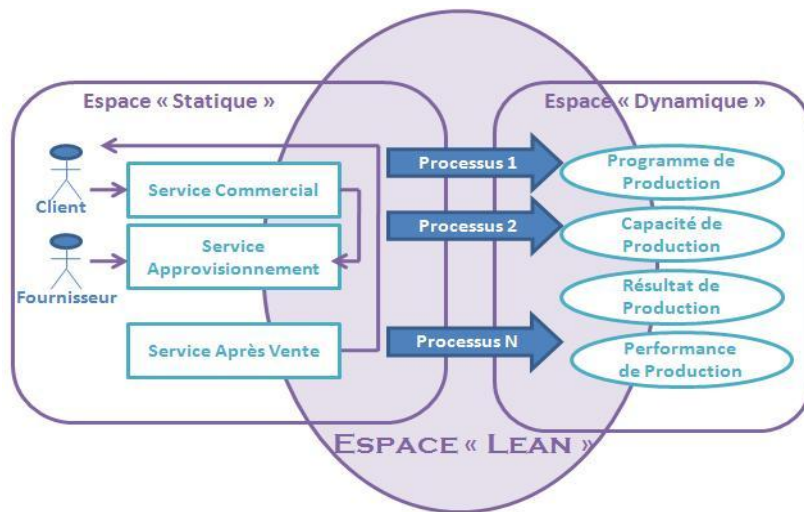 Espace « Statique »
Espace « Dynamique »
Client
Service Commercial
Fournisseur
Service
Approvisionnement
Service Après Vente
Processus 1
Processus 2
Processus N
Programme de
Production
Capacité de
Production
Résultat de
Production
Performance
de Production
ESPACE « LEAN »